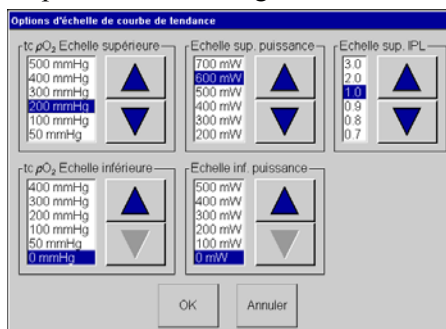 Options d'échelle de courbe de tendance
tc pO₂ Echelle supérieure
500 mmHg
400 mmHg
300 mmHg
200 mmHg
100 mmHg
50 mmHg
Echelle sup. puissance
700 mW
600 mW
500 mW
400 mW
300 mW
200 mW
Echelle sup. IPL
3.0
2.0
1.0
0.9
0.8
0.7
tc pO₂ Echelle inférieure
400 mmHg
300 mmHg
200 mmHg
100 mmHg
50 mmHg
0 mmHg
Echelle inf. puissance
500 mW
400 mW
300 mW
200 mW
100 mW
0 mW
OK
Annuler